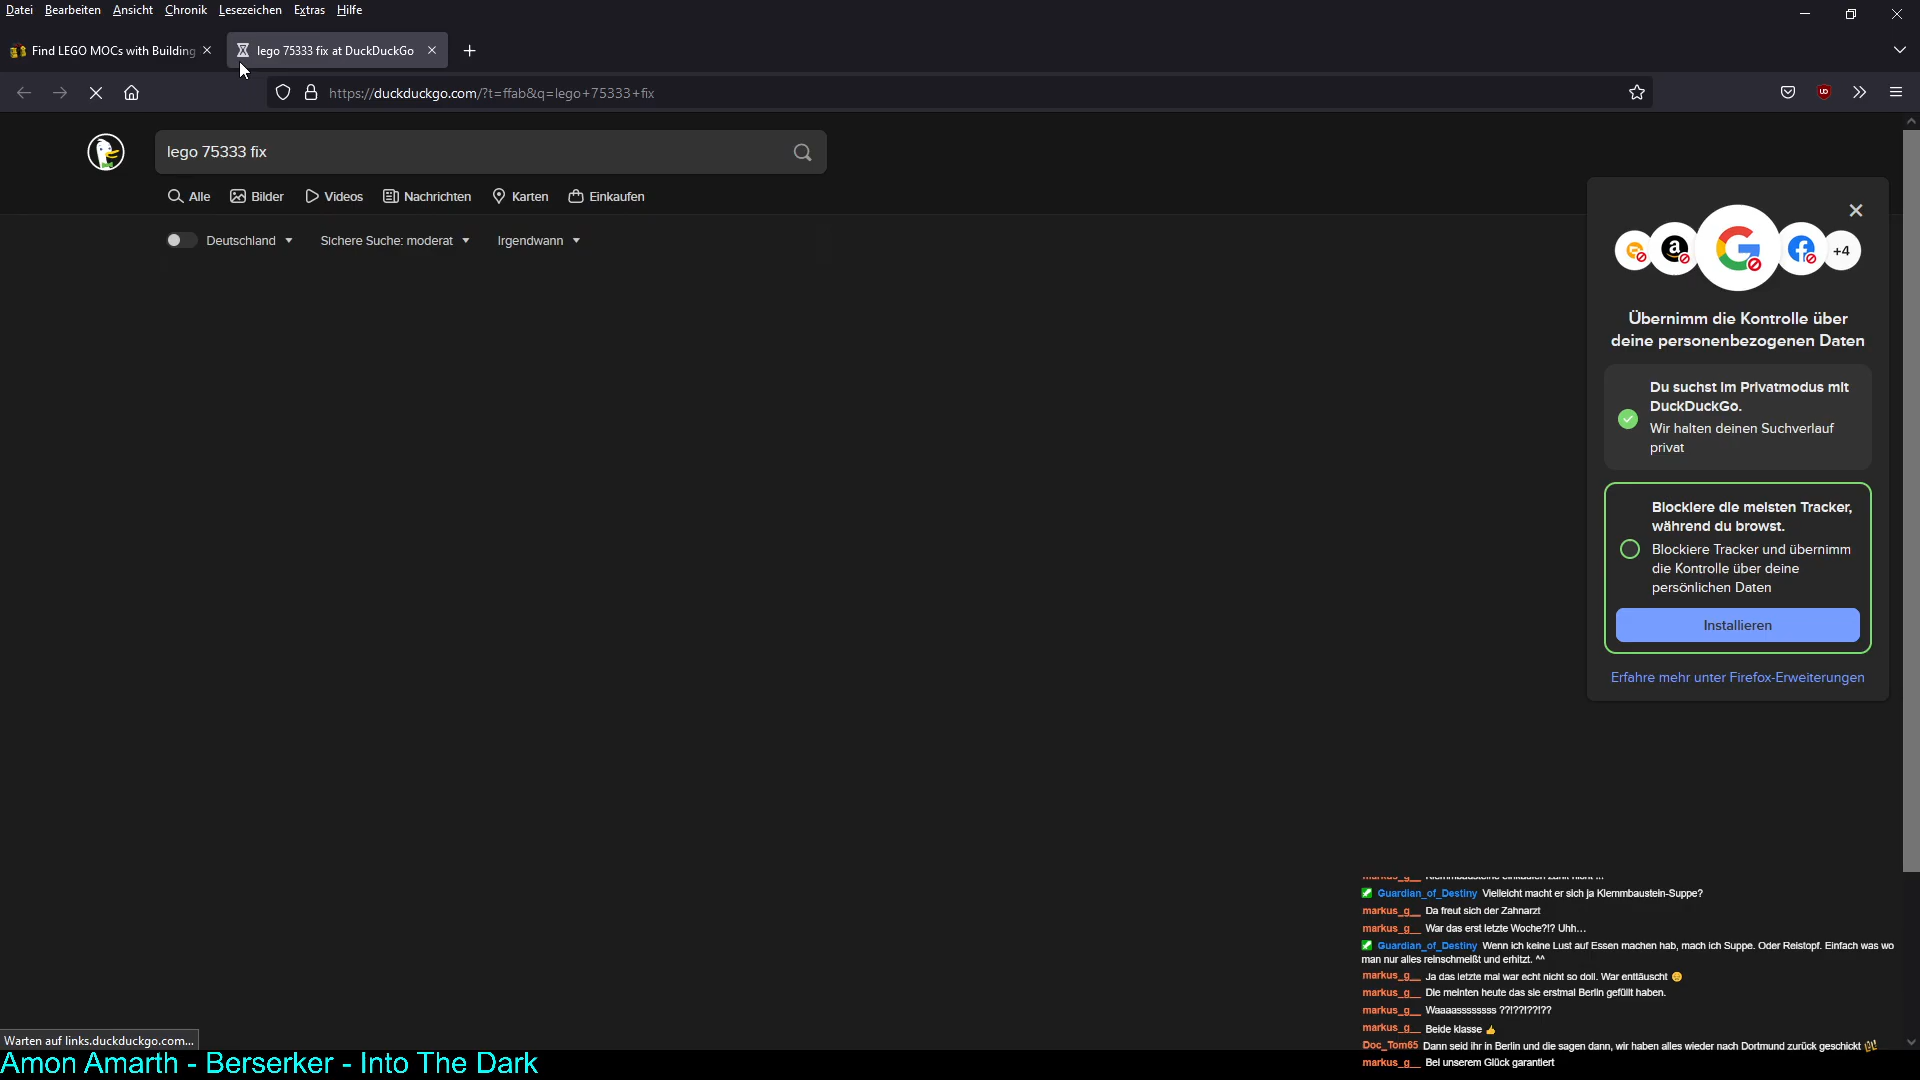 Datei Bearbeiten Ansicht Chronik Lesezeichen Extras Hilfe
Find LEGO MOCs with Building
lego 75333 fix at DuckDuckGo
https://duckduckgo.com/?t=ffab&q=lego+75333+fix
lego 75333 fix
Alle Bilder Videos Nachrichten Karten Einkaufen
Deutschland Sichere Suche: moderat Irgendwann
+4
Übernimm die Kontrolle über
deine personenbezogenen Daten
Du suchst im Privatmodus mit
DuckDuckGo.
Wir halten deinen Suchverlauf
privat
Blockiere die meisten Tracker,
während du browst.
Blockiere Tracker und übernimm
die Kontrolle über deine
persönlichen Daten
Installieren
Erfahre mehr unter Firefox-Erweiterungen
Guardian_of_Destiny Vielleicht macht er sich ja Klemmbaustein-Suppe?
markus_g__ Da freut sich der Zahnarzt
markus_g__ War das erst letzte Woche?!? Uhh...
Guardian_of_Destiny Wenn ich keine Lust auf Essen machen hab, mach ich Suppe. Oder Reistopf. Einfach was wo
man nur alles reinschmeißt und erhitzt. ^^
markus_g__ Ja das letzte mal war echt nicht so doll. War enttäuscht 😔
markus_g__ Die meinten heute das sie erstmal Berlin gefüllt haben.
markus_g__ Waaaasssssss ??!??!??!??
markus_g__ Beide klasse 👍
Doc_Tom65 Dann seid ihr in Berlin und die sagen dann, wir haben alles wieder nach Dortmund zurück geschickt
markus_g__ Bei unserem Glück garantiert
Warten auf links.duckduckgo.com...
Amon Amarth - Berserker - Into The Dark